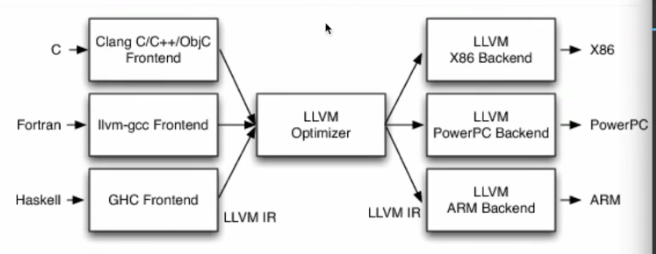 C
Clang C/C++/ObjC
Frontend
LLVM
X86 Backend
X86
Fortran
llvm-gcc Frontend
LLVM
Optimizer
LLVM
PowerPC Backend
PowerPC
Haskell
GHC Frontend
LLVM IR
LLVM IR
LLVM
ARM Backend
ARM